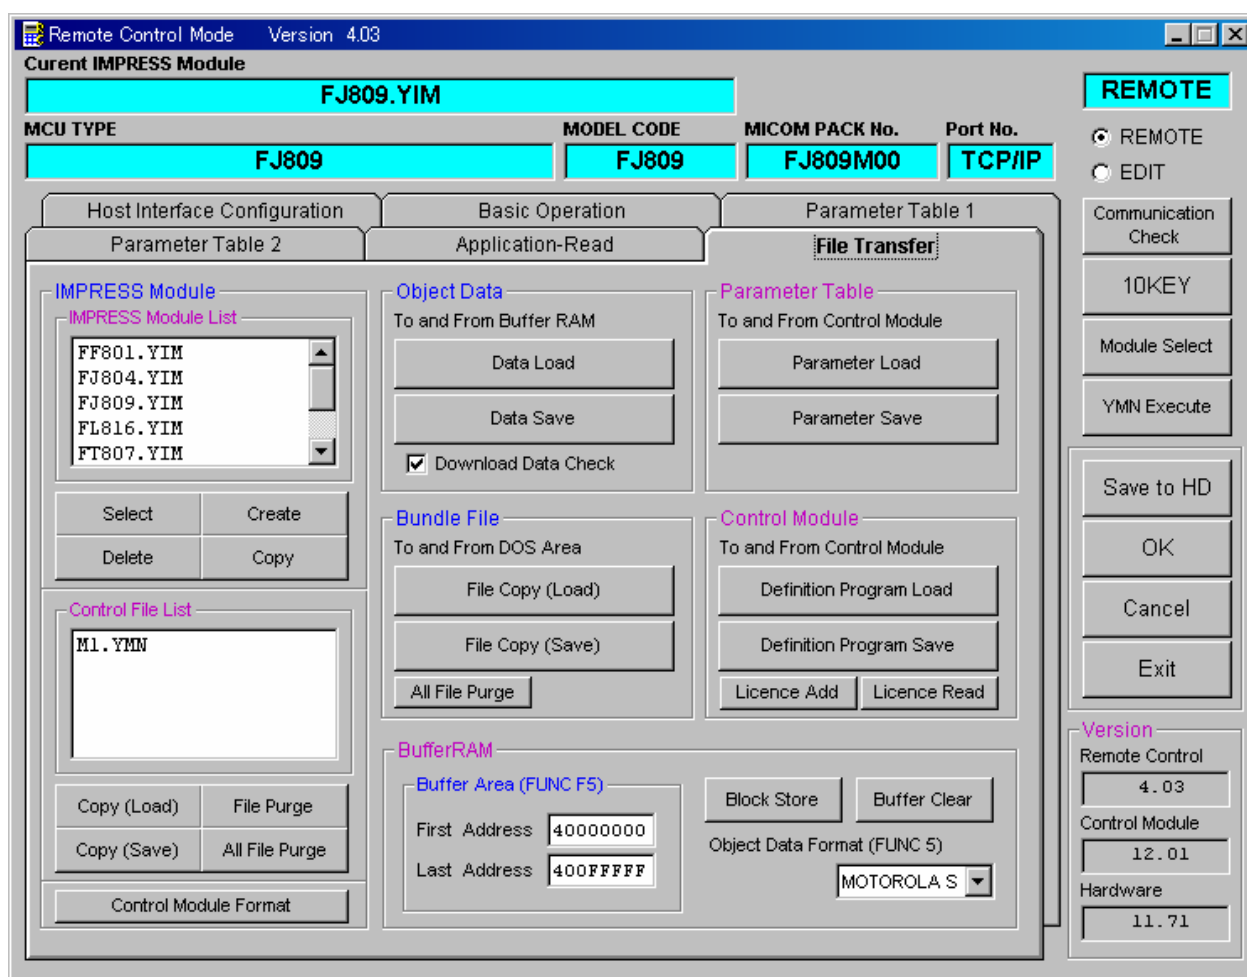 Remote Control Mode Version 4.03
Curent IMPRESS Module
FJ809.YIM
MCU TYPE
MODEL CODE
MICOM PACK No.
Port No.
FJ809
FJ809
FJ809M00
TCP/IP
REMOTE
REMOTE
EDIT
Host Interface Configuration
Basic Operation
Parameter Table 1
Parameter Table 2
Application-Read
File Transfer
IMPRESS Module
IMPRESS Module List
FF801.YIM
FJ804.YIM
FJ809.YIM
FL816.YIM
FT807.YIM
Select
Create
Delete
Copy
Control File List
M1.YMN
Copy (Load)
File Purge
Copy (Save)
All File Purge
Control Module Format
Object Data
To and From Buffer RAM
Data Load
Data Save
Download Data Check
Parameter Table
To and From Control Module
Parameter Load
Parameter Save
Bundle File
To and From DOS Area
File Copy (Load)
File Copy (Save)
All File Purge
Control Module
To and From Control Module
Definition Program Load
Definition Program Save
Licence Add
Licence Read
BufferRAM
Buffer Area (FUNC F5)
First Address 40000000
Last Address 400FFFFF
Block Store
Buffer Clear
Object Data Format (FUNC 5)
MOTOROLA S
Communication
Check
10KEY
Module Select
YMN Execute
Save to HD
OK
Cancel
Exit
Version
Remote Control
4.03
Control Module
12.01
Hardware
11.71